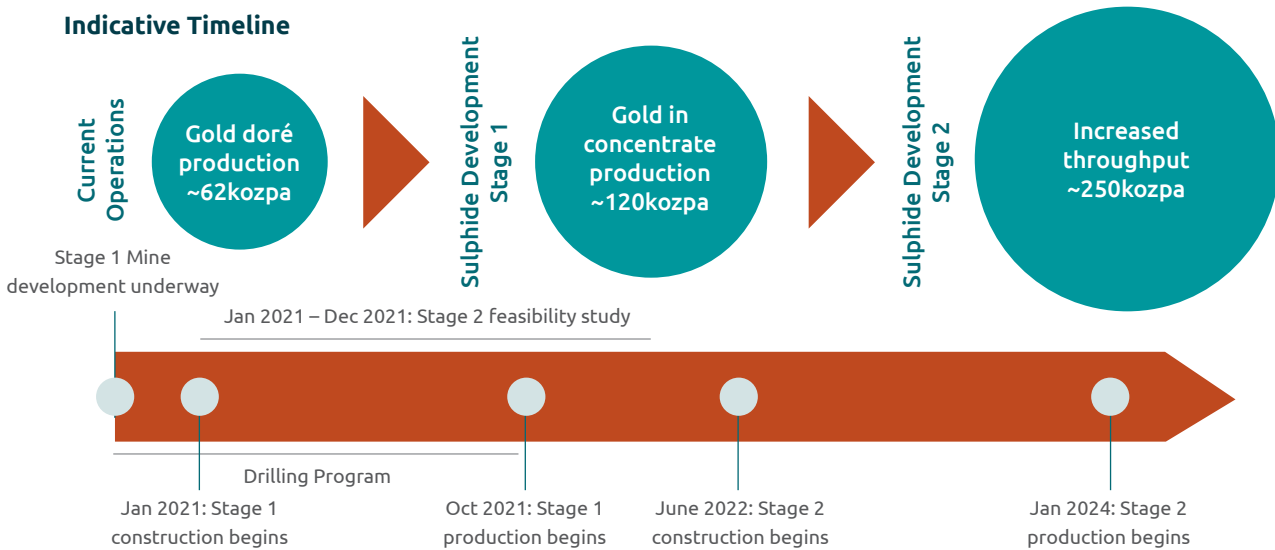 Indicative Timeline
Current
Operations
Gold doré
production
~62kozpa
Sulphide Development
Stage 1
Gold in
concentrate
production
~120kozpa
Sulphide Development
Stage 2
Increased
throughput
~250kozpa
Stage 1 Mine
development underway
Jan 2021 – Dec 2021: Stage 2 feasibility study
Drilling Program
Jan 2021: Stage 1
construction begins
Oct 2021: Stage 1
production begins
June 2022: Stage 2
construction begins
Jan 2024: Stage 2
production begins